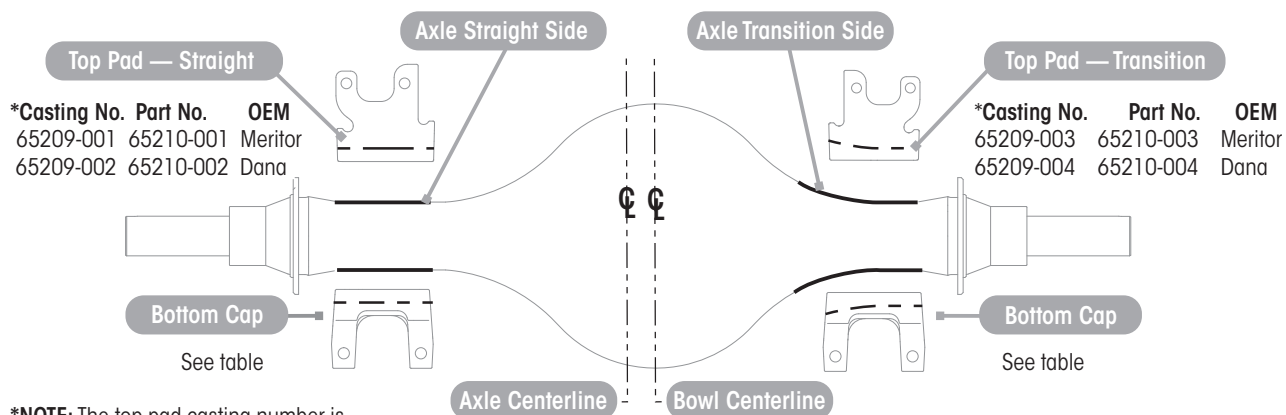 Axle Straight Side
Axle Transition Side
Top Pad — Straight
Top Pad — Transition
*Casting No. Part No. OEM
65209-001 65210-001 Meritor
65209-002 65210-002 Dana
*Casting No. Part No. OEM
65209-003 65210-003 Meritor
65209-004 65210-004 Dana
℄ ℄
Bottom Cap
See table
Bottom Cap
See table
Axle Centerline
Bowl Centerline
*NOTE: The top pad casting number is